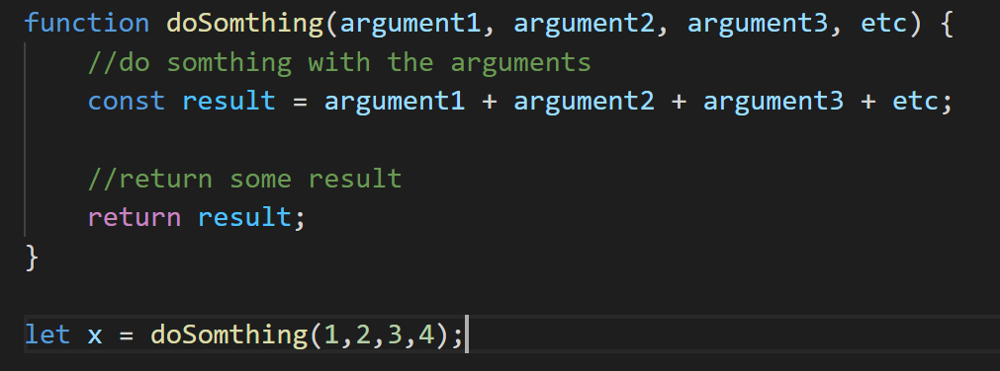 function doSomthing(argument1, argument2, argument3, etc) {
//do somthing with the arguments
const result = argument1 + argument2 + argument3 + etc;
//return some result
return result;
}
let x = doSomthing(1,2,3,4);